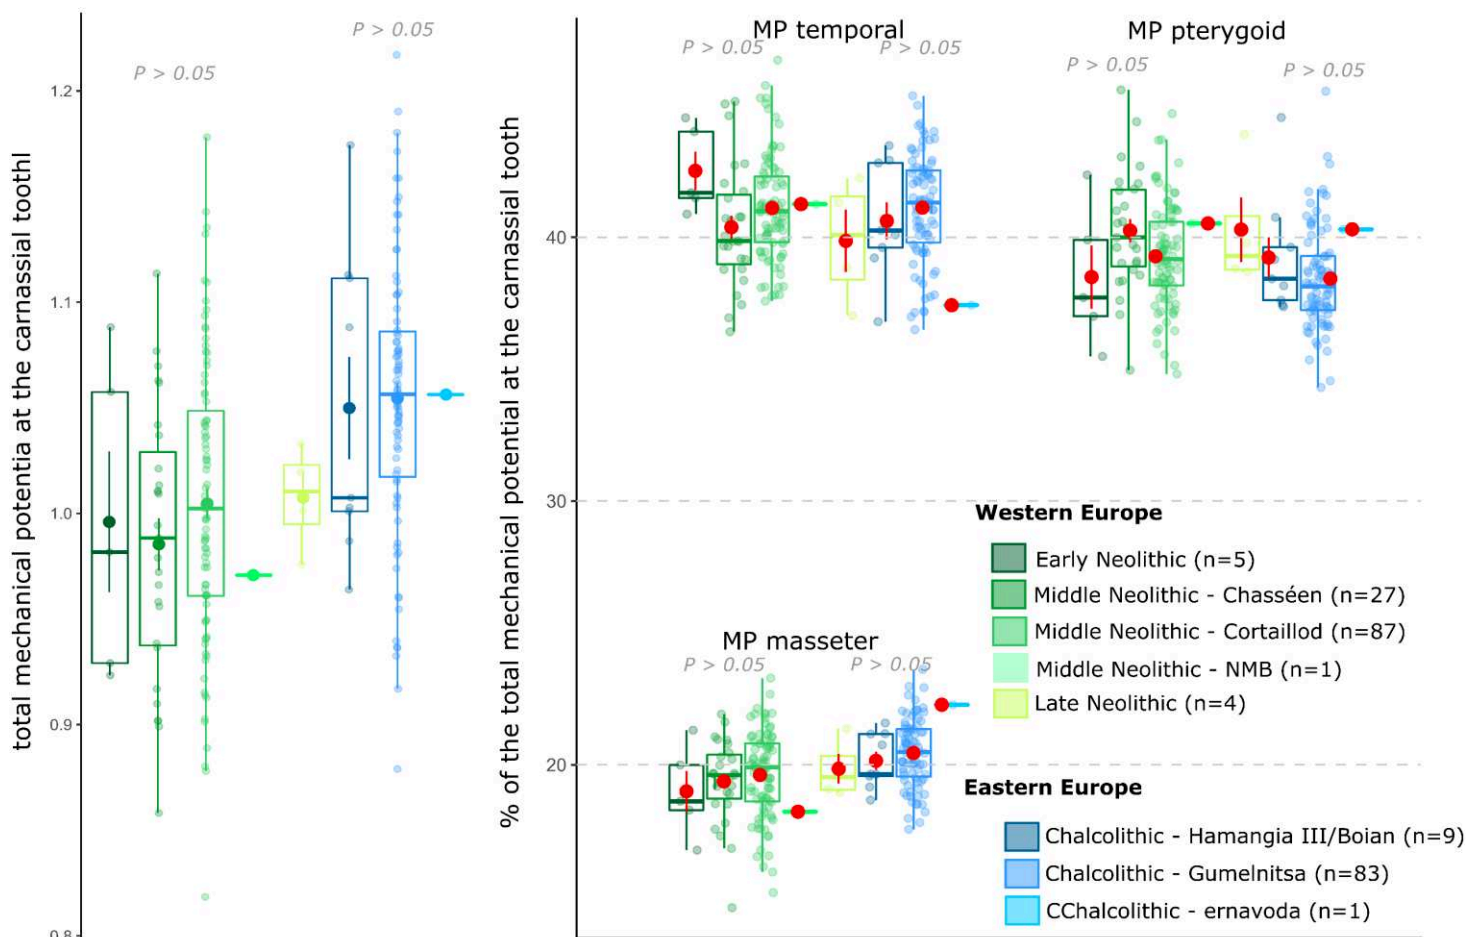 total mechanical potentia at the carnassial toothl
1.2
1.1
1.0
0.9
0.8
P > 0.05
P > 0.05
% of the total mechanical potential at the carnassial tooth
40
30
20
MP temporal
P > 0.05
P > 0.05
MP pterygoid
P > 0.05
P > 0.05
MP masseter
P > 0.05
P > 0.05
Western Europe
Early Neolithic (n=5)
Middle Neolithic - Chasséen (n=27)
Middle Neolithic - Cortaillod (n=87)
Middle Neolithic - NMB (n=1)
Late Neolithic (n=4)
Eastern Europe
Chalcolithic - Hamangia III/Boian (n=9)
Chalcolithic - Gumelnitsa (n=83)
CChalcolithic - ernavoda (n=1)